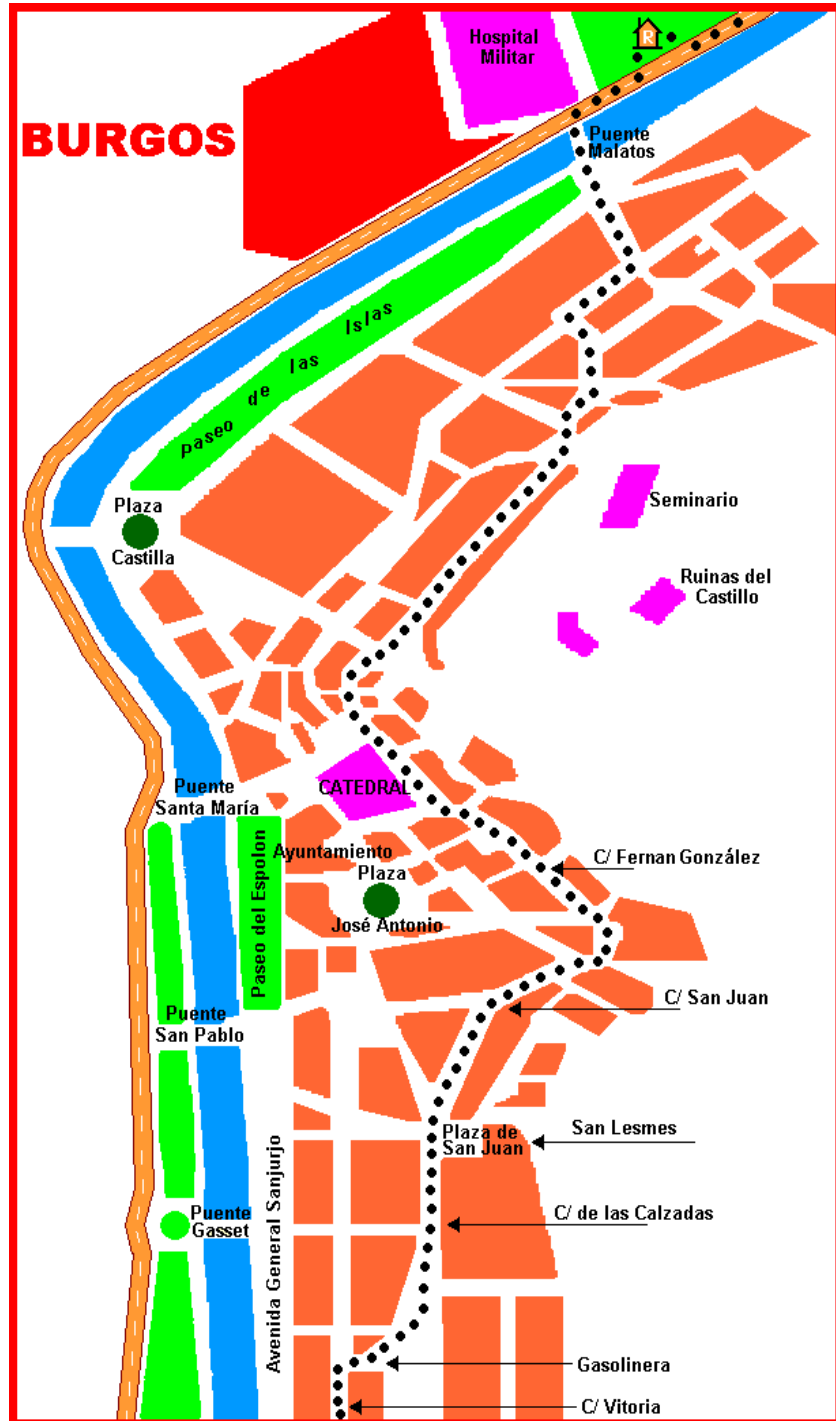 Hospital
Militar
R
BURGOS
Puente
Malatos
paseo de las Islas
Seminario
Plaza
Castilla
Ruinas del
Castillo
Puente
Santa María
CATEDRAL
Ayuntamiento
Plaza
José Antonio
C/ Fernan González
Paseo del Espolon
C/ San Juan
Puente
San Pablo
Plaza de
San Juan
San Lesmes
Puente
Gasset
C/ de las Calzadas
Avenida General Sanjurjo
Gasolinera
C/ Vitoria